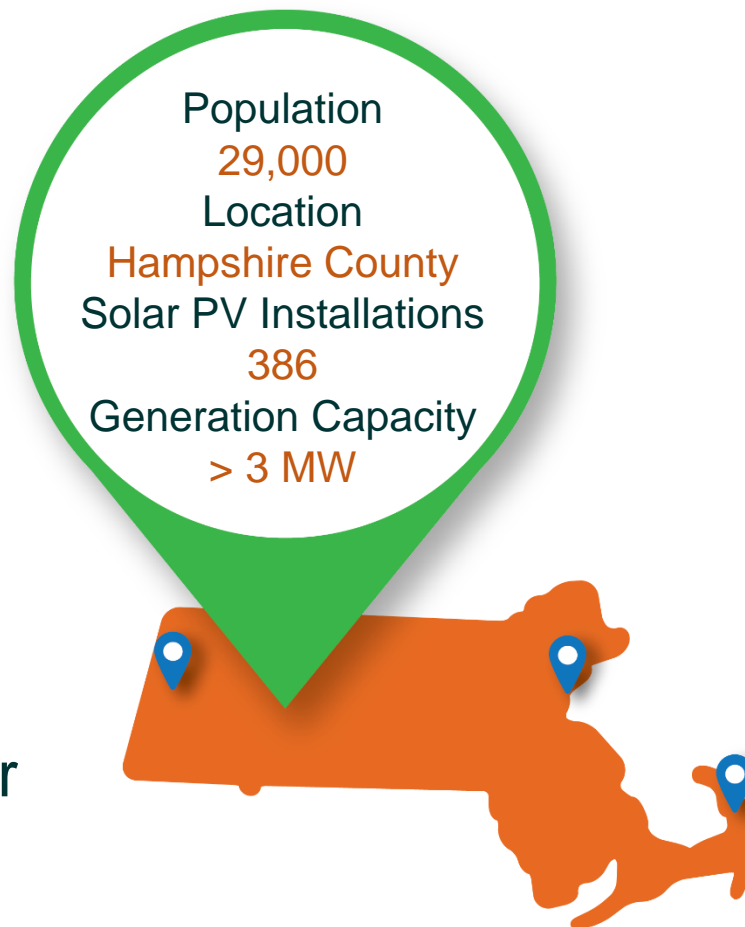 Population
29,000
Location
Hampshire County
Solar PV Installations
386
Generation Capacity
> 3 MW
r